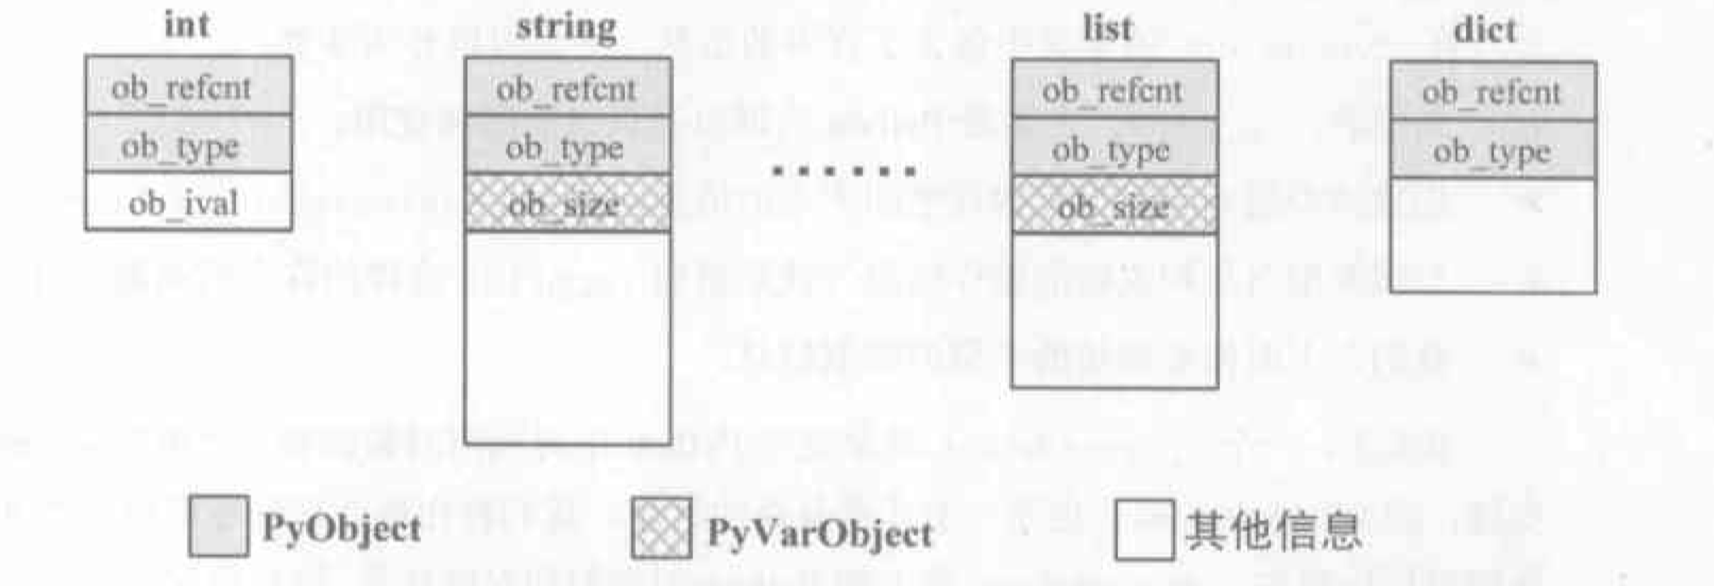 int
string
list
dict
ob_refcnt
ob_refcnt
ob_refcnt
ob_refcnt
ob_type
ob_type
......
ob_type
ob_type
ob_ival
ob_size
ob_size
PyObject
PyVarObject
其他信息